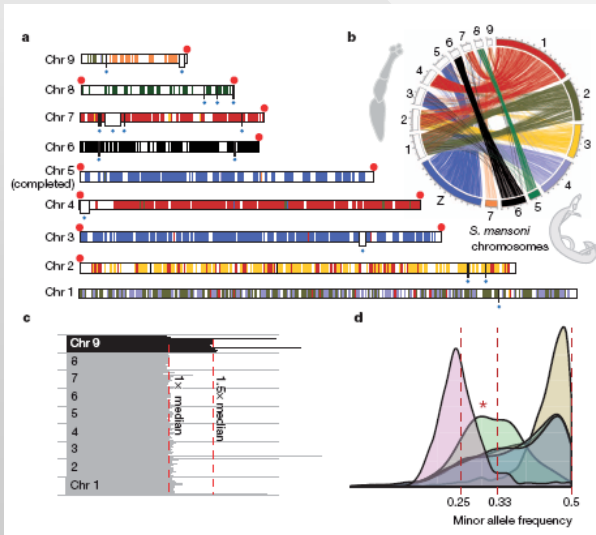 a
Chr 9
Chr 8
Chr 7
Chr 6
Chr 5
(completed)
Chr 4
Chr 3
Chr 2
Chr 1
b
1
2
3
4
5
6
7
Z
1
2
3
4
5
6
7
8
9
S. mansoni
chromosomes
c
Chr 9
8
7
6
5
4
3
2
Chr 1
1× median
1.5× median
d
*
0.25
0.33
0.5
Minor allele frequency